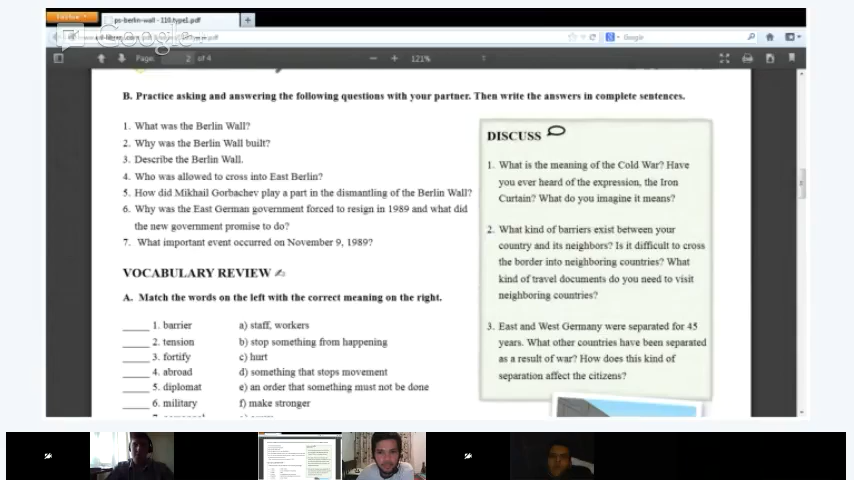 Firefox
ps-berlin-wall - 110.type1.pdf
Google+
Google
Page:
2
of 4
121%
B. Practice asking and answering the following questions with your partner. Then write the answers in complete sentences.
1. What was the Berlin Wall?
2. Why was the Berlin Wall built?
3. Describe the Berlin Wall.
4. Who was allowed to cross into East Berlin?
5. How did Mikhail Gorbachev play a part in the dismantling of the Berlin Wall?
6. Why was the East German government forced to resign in 1989 and what did
the new government promise to do?
7. What important event occurred on November 9, 1989?
VOCABULARY REVIEW
A. Match the words on the left with the correct meaning on the right.
_____ 1. barrier a) staff, workers
_____ 2. tension b) stop something from happening
_____ 3. fortify c) hurt
_____ 4. abroad d) something that stops movement
_____ 5. diplomat e) an order that something must not be done
_____ 6. military f) make stronger
DISCUSS
1. What is the meaning of the Cold War? Have
you ever heard of the expression, the Iron
Curtain? What do you imagine it means?
2. What kind of barriers exist between your
country and its neighbors? Is it difficult to cross
the border into neighboring countries? What
kind of travel documents do you need to visit
neighboring countries?
3. East and West Germany were separated for 45
years. What other countries have been separated
as a result of war? How does this kind of
separation affect the citizens?